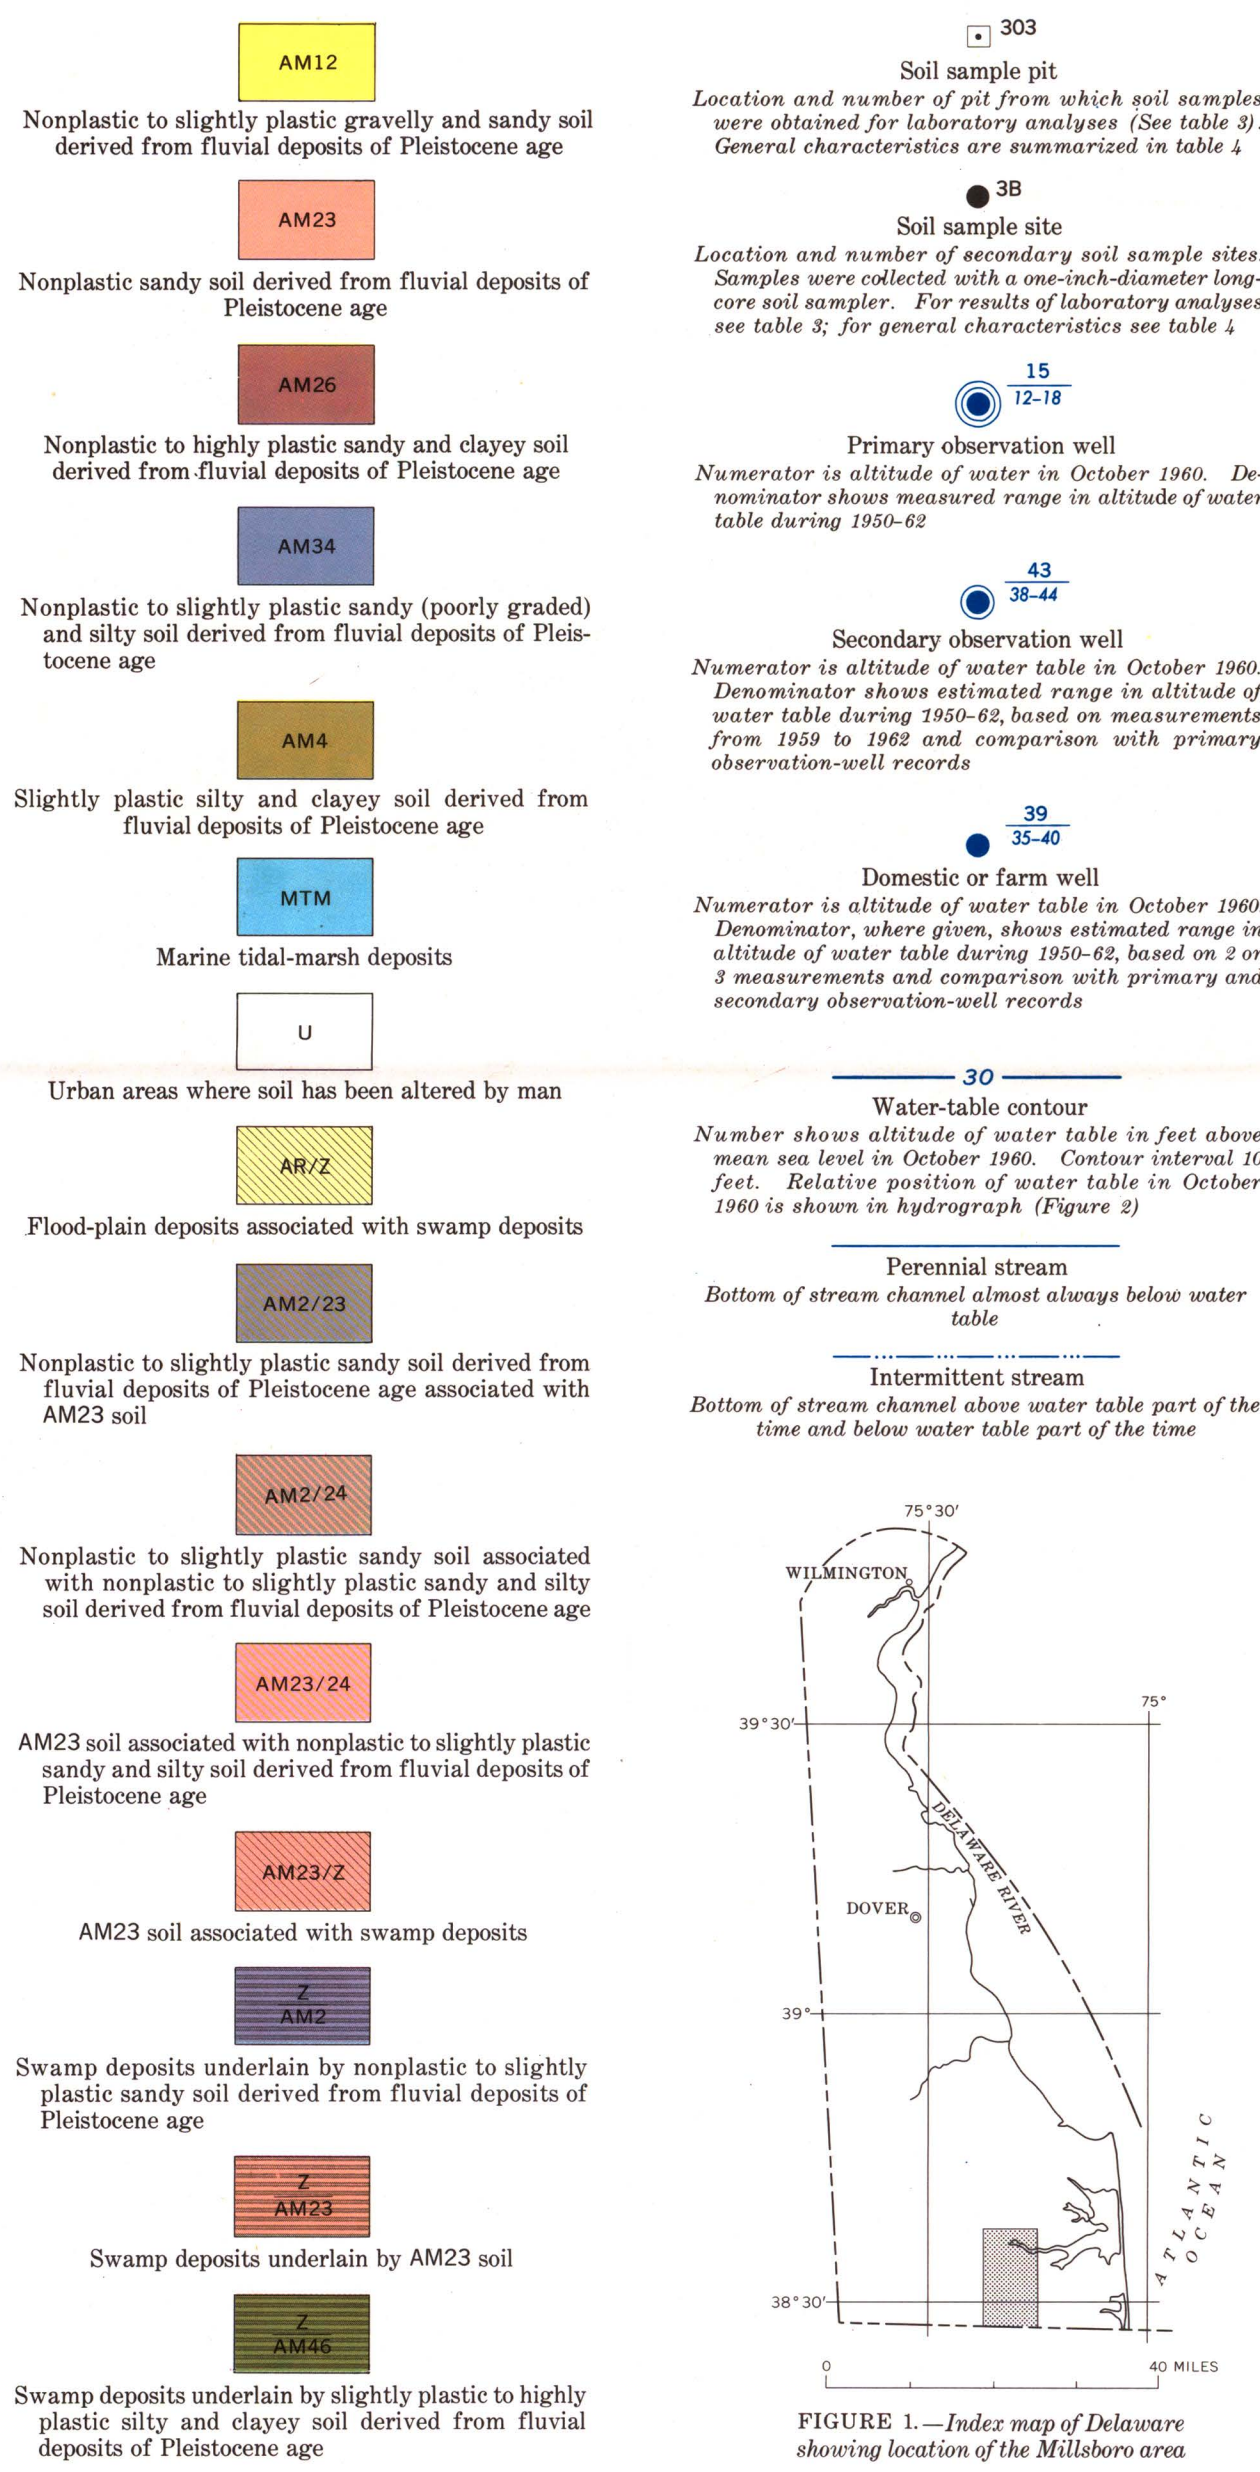 AM12
Nonplastic to slightly plastic gravelly and sandy soil
derived from fluvial deposits of Pleistocene age
AM23
Nonplastic sandy soil derived from fluvial deposits of
Pleistocene age
AM26
Nonplastic to highly plastic sandy and clayey soil
derived from fluvial deposits of Pleistocene age
AM34
Nonplastic to slightly plastic sandy (poorly graded)
and silty soil derived from fluvial deposits of Pleis-
tocene age
AM4
Slightly plastic silty and clayey soil derived from
fluvial deposits of Pleistocene age
MTM
Marine tidal-marsh deposits
U
Urban areas where soil has been altered by man
AR/Z
Flood-plain deposits associated with swamp deposits
AM2/23
Nonplastic to slightly plastic sandy soil derived from
fluvial deposits of Pleistocene age associated with
AM23 soil
AM2/24
Nonplastic to slightly plastic sandy soil associated
with nonplastic to slightly plastic sandy and silty
soil derived from fluvial deposits of Pleistocene age
AM23/24
AM23 soil associated with nonplastic to slightly plastic
sandy and silty soil derived from fluvial deposits of
Pleistocene age
AM23/Z
AM23 soil associated with swamp deposits
Z
AM2
Swamp deposits underlain by nonplastic to slightly
plastic sandy soil derived from fluvial deposits of
Pleistocene age
Z
AM23
Swamp deposits underlain by AM23 soil
Z
AM46
Swamp deposits underlain by slightly plastic to highly
plastic silty and clayey soil derived from fluvial
deposits of Pleistocene age
303
Soil sample pit
Location and number of pit from which soil samples
were obtained for laboratory analyses (See table 3).
General characteristics are summarized in table 4
3B
Soil sample site
Location and number of secondary soil sample sites.
Samples were collected with a one-inch-diameter long-
core soil sampler. For results of laboratory analyses
see table 3; for general characteristics see table 4
15
12-18
Primary observation well
Numerator is altitude of water in October 1960. De-
nominator shows measured range in altitude of water
table during 1950-62
43
38-44
Secondary observation well
Numerator is altitude of water table in October 1960.
Denominator shows estimated range in altitude of
water table during 1950-62, based on measurements
from 1959 to 1962 and comparison with primary
observation-well records
39
35-40
Domestic or farm well
Numerator is altitude of water table in October 1960
Denominator, where given, shows estimated range in
altitude of water table during 1950-62, based on 2 or
3 measurements and comparison with primary and
secondary observation-well records
30
Water-table contour
Number shows altitude of water table in feet above
mean sea level in October 1960. Contour interval 10
feet. Relative position of water table in October
1960 is shown in hydrograph (Figure 2)
Perennial stream
Bottom of stream channel almost always below water
table
Intermittent stream
Bottom of stream channel above water table part of the
time and below water table part of the time
75°30'
WILMINGTON
75°
39°30'
DELAWARE RIVER
DOVER
39°
ATLANTIC
OCEAN
38°30'
0
40 MILES
FIGURE 1.—Index map of Delaware
showing location of the Millsboro area